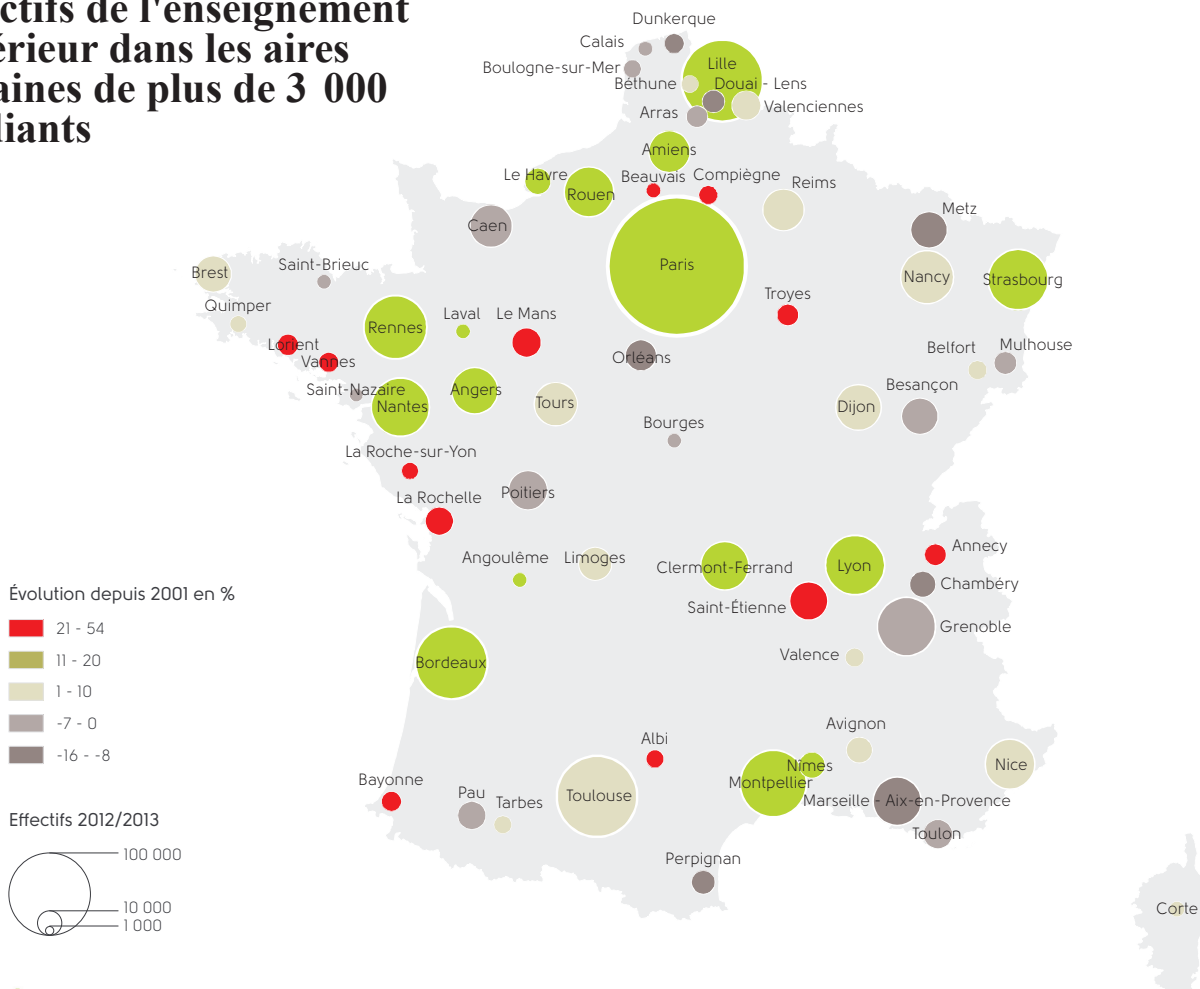 ctifs de l'enseignement
érieur dans les aires
aines de plus de 3 000
liants
Dunkerque
Calais
Boulogne-sur-Mer
Lille
Béthune
Douai - Lens
Valenciennes
Arras
Amiens
Le Havre
Rouen
Beauvais
Compiègne
Reims
Caen
Metz
Paris
Nancy
Strasbourg
Brest
Saint-Brieuc
Quimper
Troyes
Laval
Le Mans
Rennes
Lorient
Vannes
Orléans
Belfort
Mulhouse
Saint-Nazaire
Nantes
Angers
Tours
Dijon
Besançon
Bourges
La Roche-sur-Yon
La Rochelle
Poitiers
Angoulême
Limoges
Clermont-Ferrand
Lyon
Annecy
Chambéry
Saint-Étienne
Grenoble
Valence
Bordeaux
Évolution depuis 2001 en %
21 - 54
11 - 20
1 - 10
-7 - 0
-16 - -8
Albi
Avignon
Nîmes
Nice
Montpellier
Bayonne
Pau
Tarbes
Toulouse
Marseille - Aix-en-Provence
Toulon
Perpignan
Corte
Effectifs 2012/2013
100 000
10 000
1 000